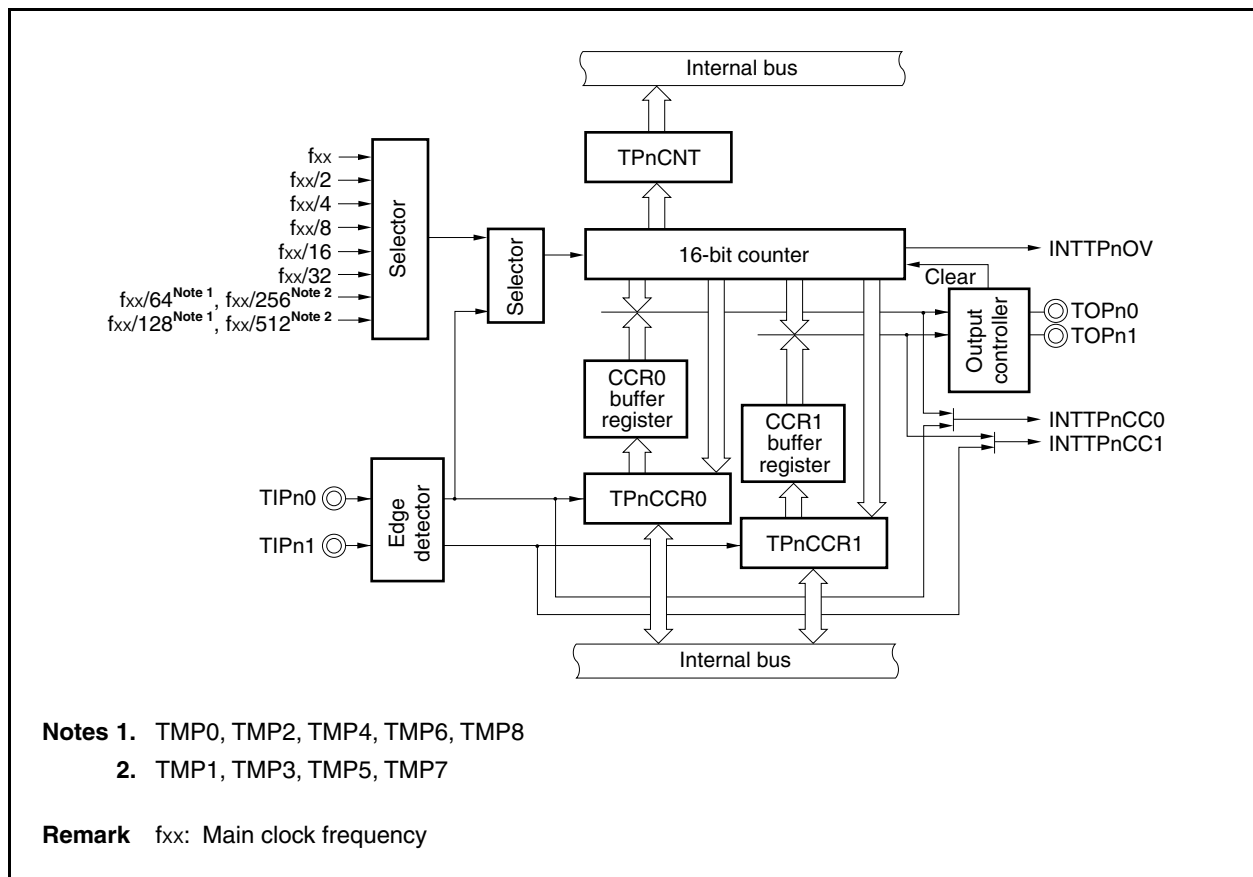 Internal bus
TPnCNT
fxx
fxx/2
fxx/4
fxx/8
fxx/16
fxx/32
fxx/64Note 1, fxx/256Note 2
fxx/128Note 1, fxx/512Note 2
Selector
Selector
16-bit counter
INTTPnOV
Clear
TOPn0
TOPn1
Output
controller
CCR0
buffer
register
CCR1
buffer
register
INTTPnCC0
INTTPnCC1
TIPn0
TIPn1
Edge
detector
TPnCCR0
TPnCCR1
Internal bus
Notes 1. TMP0, TMP2, TMP4, TMP6, TMP8
2. TMP1, TMP3, TMP5, TMP7
Remark fxx: Main clock frequency